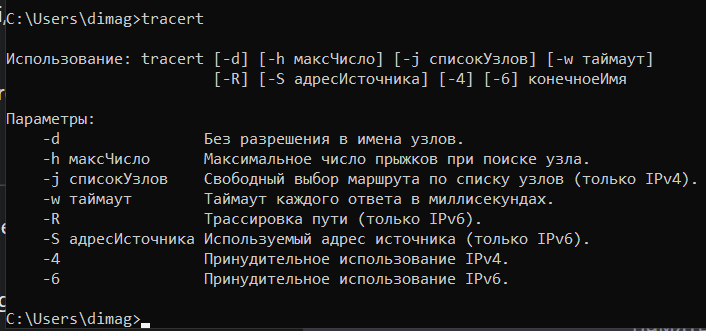 C:\Users\dimag>tracert
Использование: tracert [-d] [-h максЧисло] [-j списокУзлов] [-w таймаут]
[-R] [-S адресИсточника] [-4] [-6] конечноеИмя
Параметры:
-d Без разрешения в имена узлов.
-h максЧисло Максимальное число прыжков при поиске узла.
-j списокУзлов Свободный выбор маршрута по списку узлов (только IPv4).
-w таймаут Таймаут каждого ответа в миллисекундах.
-R Трассировка пути (только IPv6).
-S адресИсточника Используемый адрес источника (только IPv6).
-4 Принудительное использование IPv4.
-6 Принудительное использование IPv6.
C:\Users\dimag>